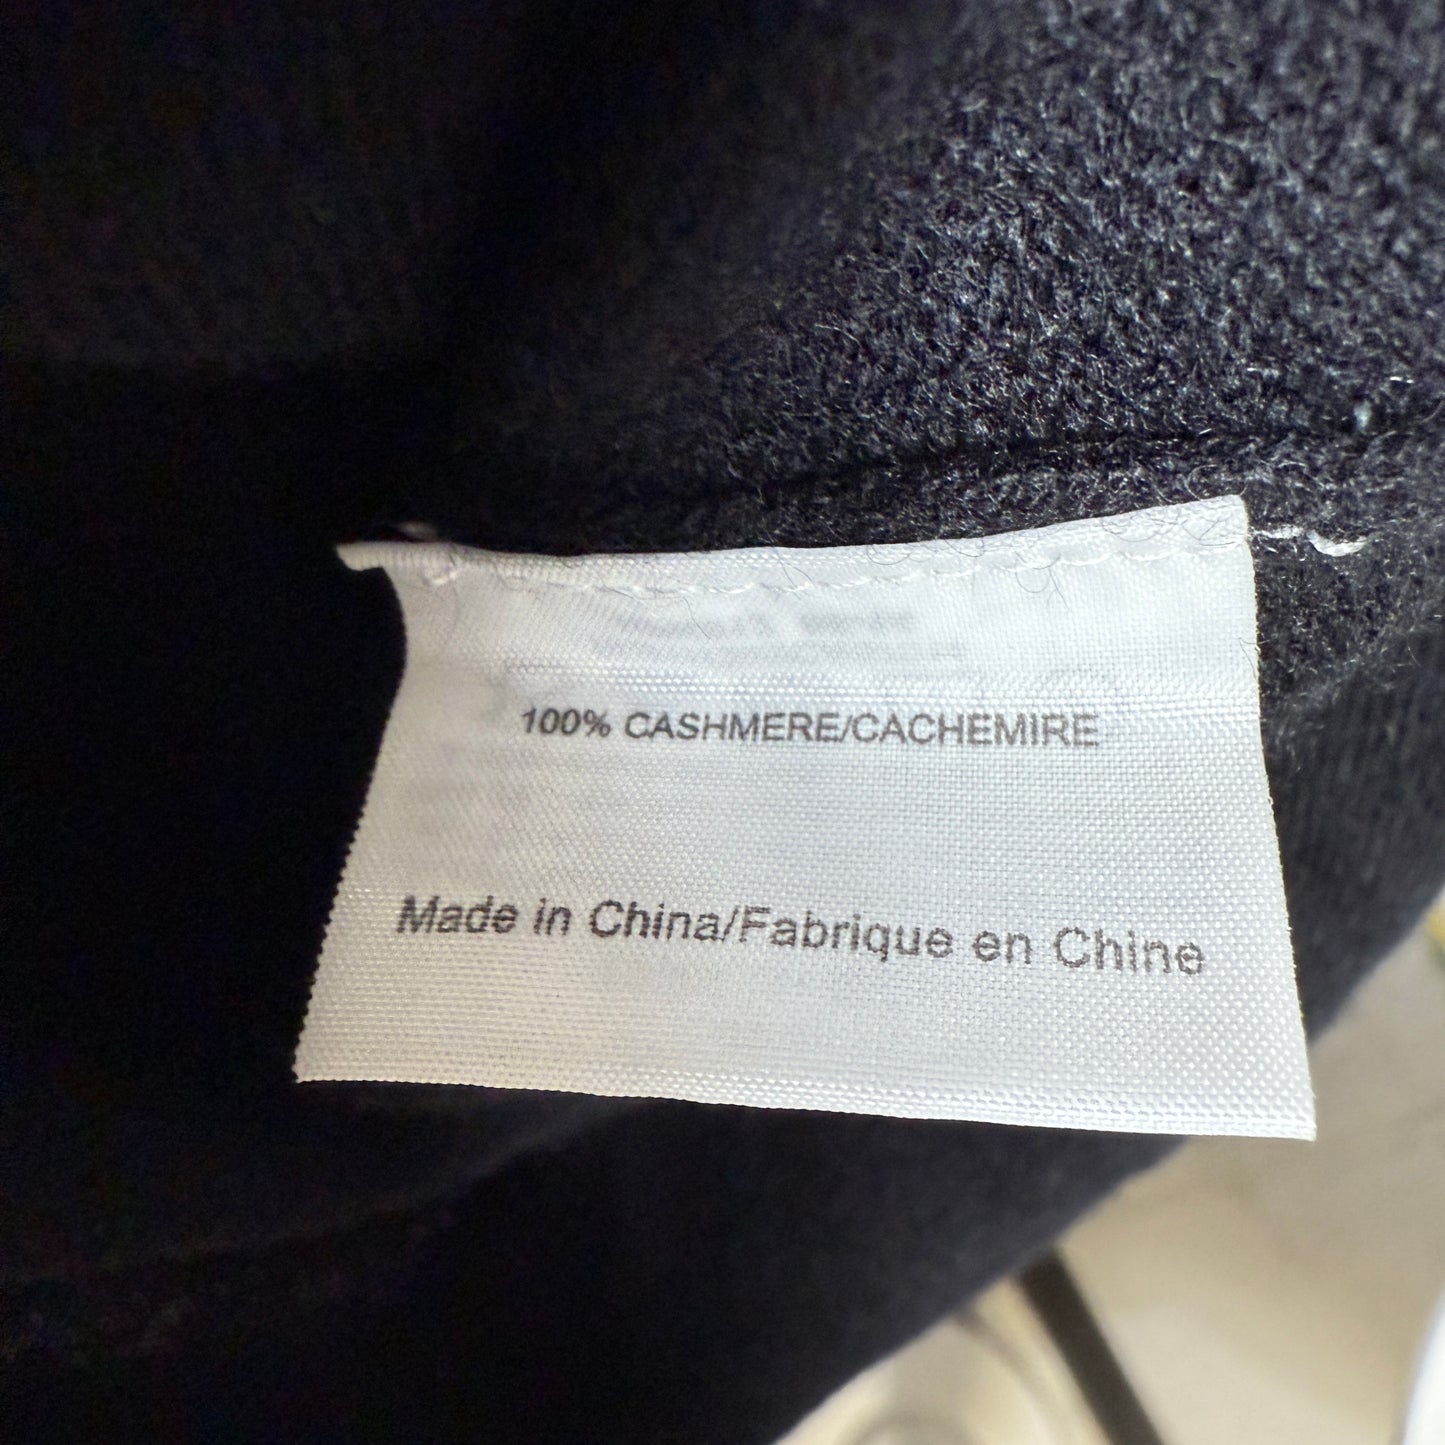 100% CASHMERE/CACHEMIRE
Made in China/Fabrique en Chine